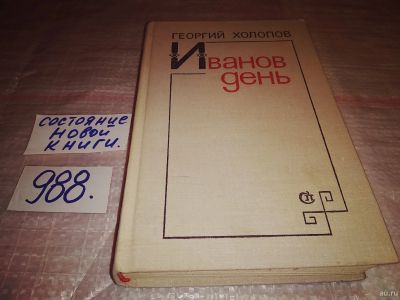 ГЕОРГИЙ ХОЛОПОВ
Иванов
день
состояние
новой
книги.
988.
au.ru